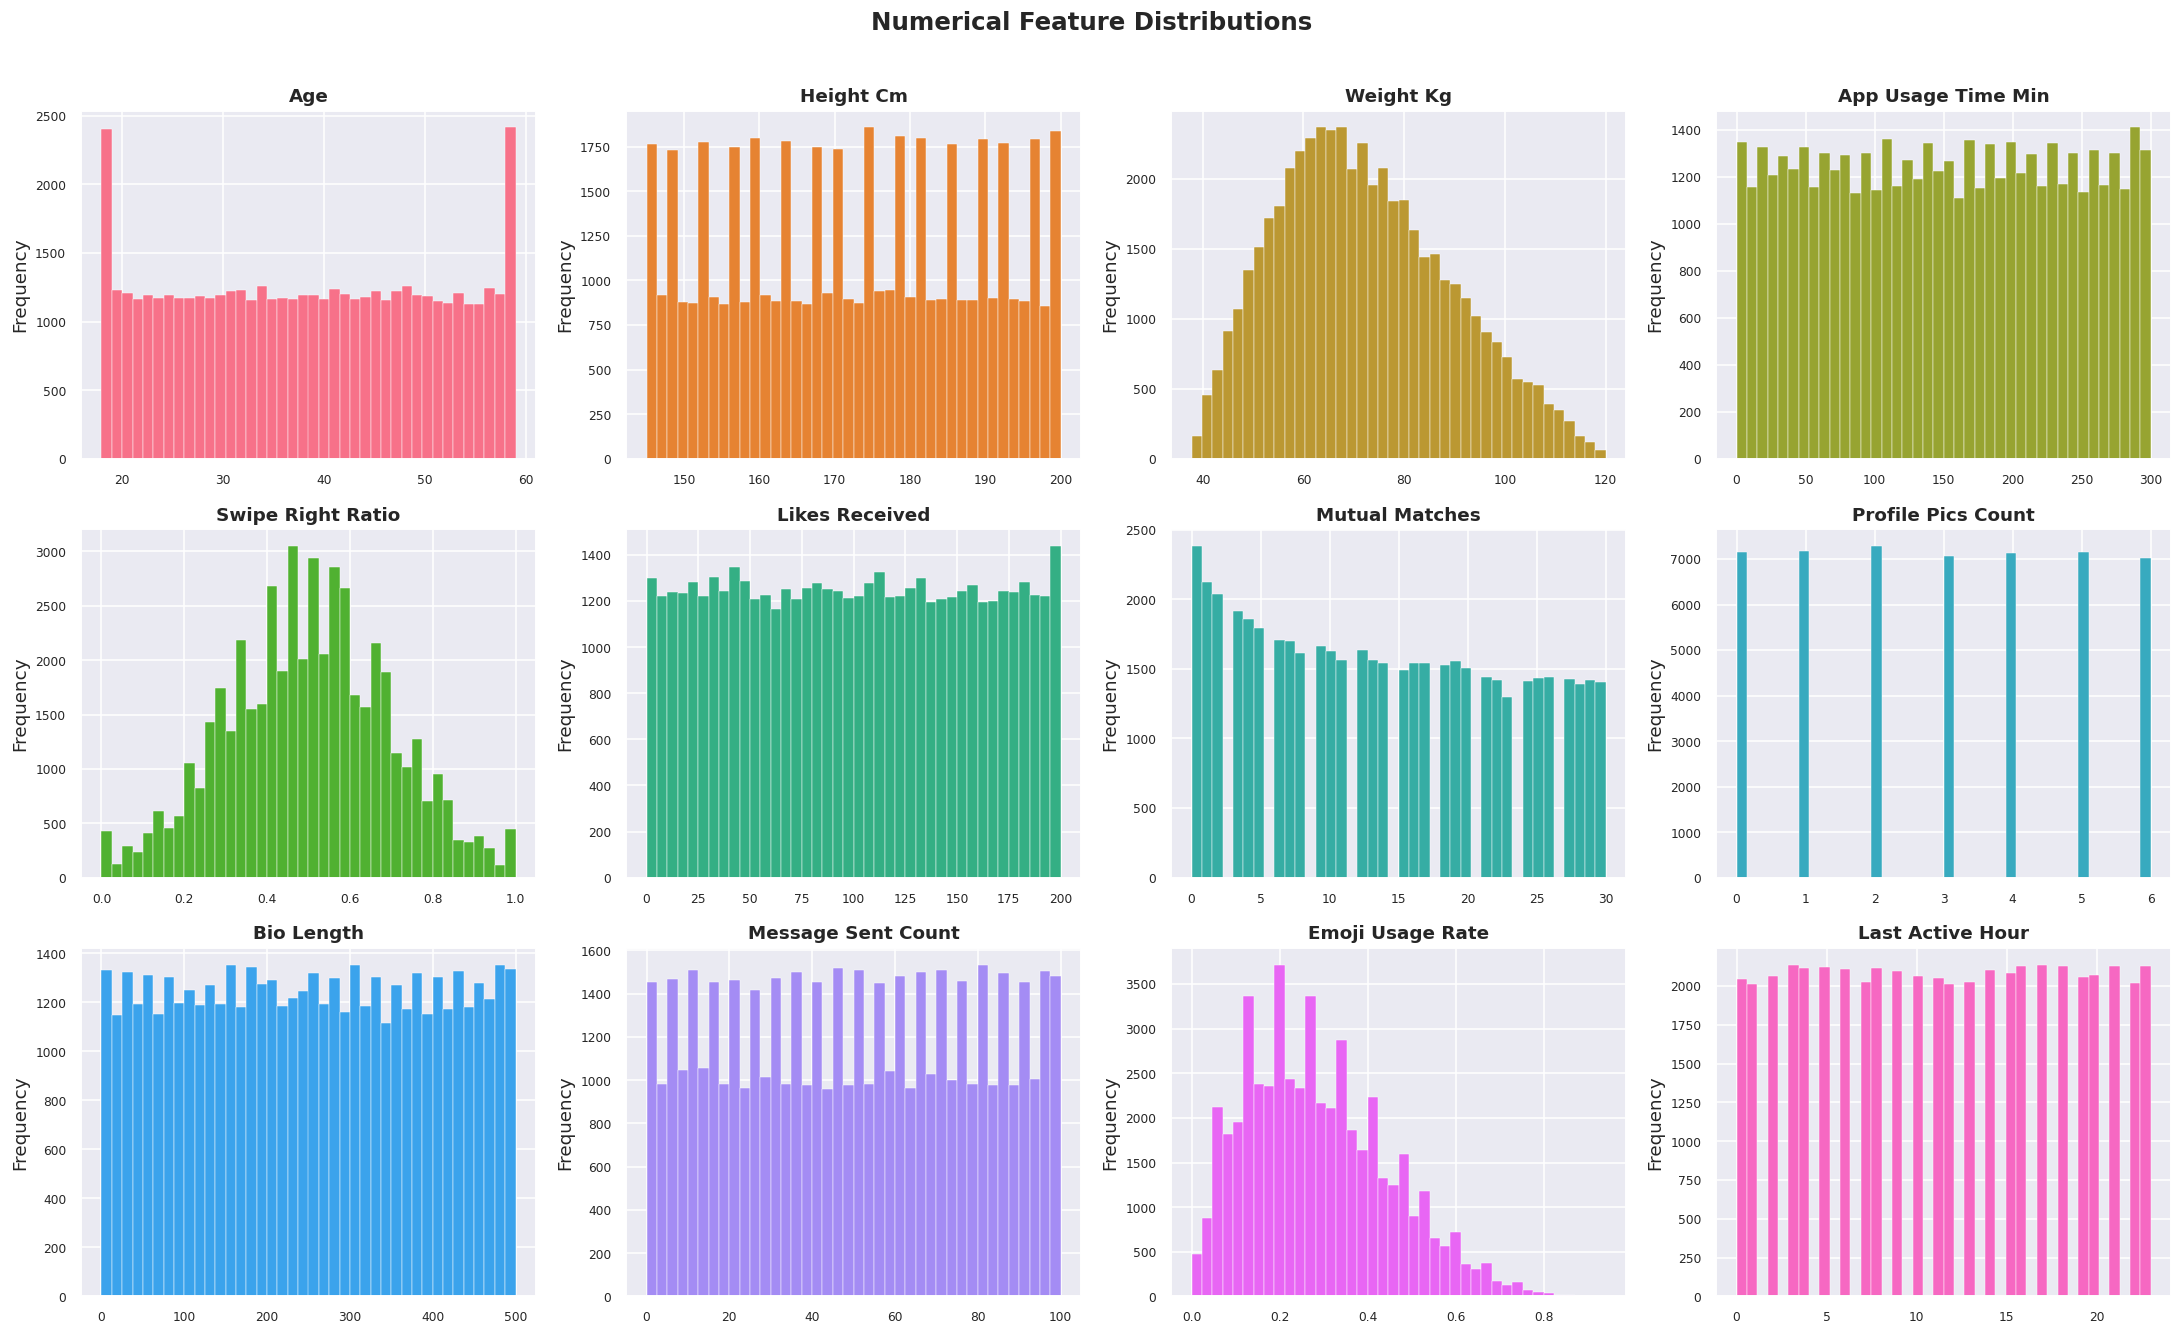 Numerical Feature Distributions
Age
Height Cm
Weight Kg
App Usage Time Min
Frequency
2500
2000
1500
1000
500
0
20 30 40 50 60
Frequency
1750
1500
1250
1000
750
500
250
0
150 160 170 180 190 200
Frequency
2000
1500
1000
500
0
40 60 80 100 120
Frequency
1400
1200
1000
800
600
400
200
0
0 50 100 150 200 250 300
Swipe Right Ratio
Likes Received
Mutual Matches
Profile Pics Count
Frequency
3000
2500
2000
1500
1000
500
0
0.0 0.2 0.4 0.6 0.8 1.0
Frequency
1400
1200
1000
800
600
400
200
0
0 25 50 75 100 125 150 175 200
Frequency
2500
2000
1500
1000
500
0
0 5 10 15 20 25 30
Frequency
7000
6000
5000
4000
3000
2000
1000
0
0 1 2 3 4 5 6
Bio Length
Message Sent Count
Emoji Usage Rate
Last Active Hour
Frequency
1400
1200
1000
800
600
400
200
0
0 100 200 300 400 500
Frequency
1600
1400
1200
1000
800
600
400
200
0
0 20 40 60 80 100
Frequency
3500
3000
2500
2000
1500
1000
500
0
0.0 0.2 0.4 0.6 0.8
Frequency
2000
1750
1500
1250
1000
750
500
250
0
0 5 10 15 20